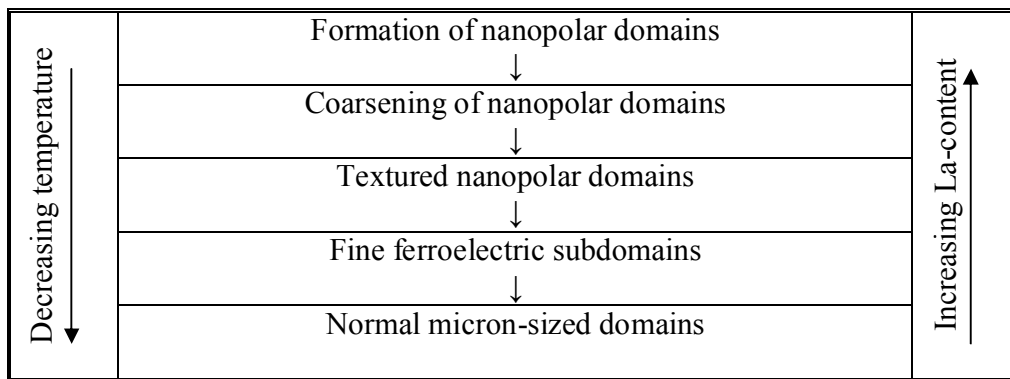 Decreasing temperature
Formation of nanopolar domains
↓
Coarsening of nanopolar domains
↓
Textured nanopolar domains
↓
Fine ferroelectric subdomains
↓
Normal micron-sized domains
Increasing La-content